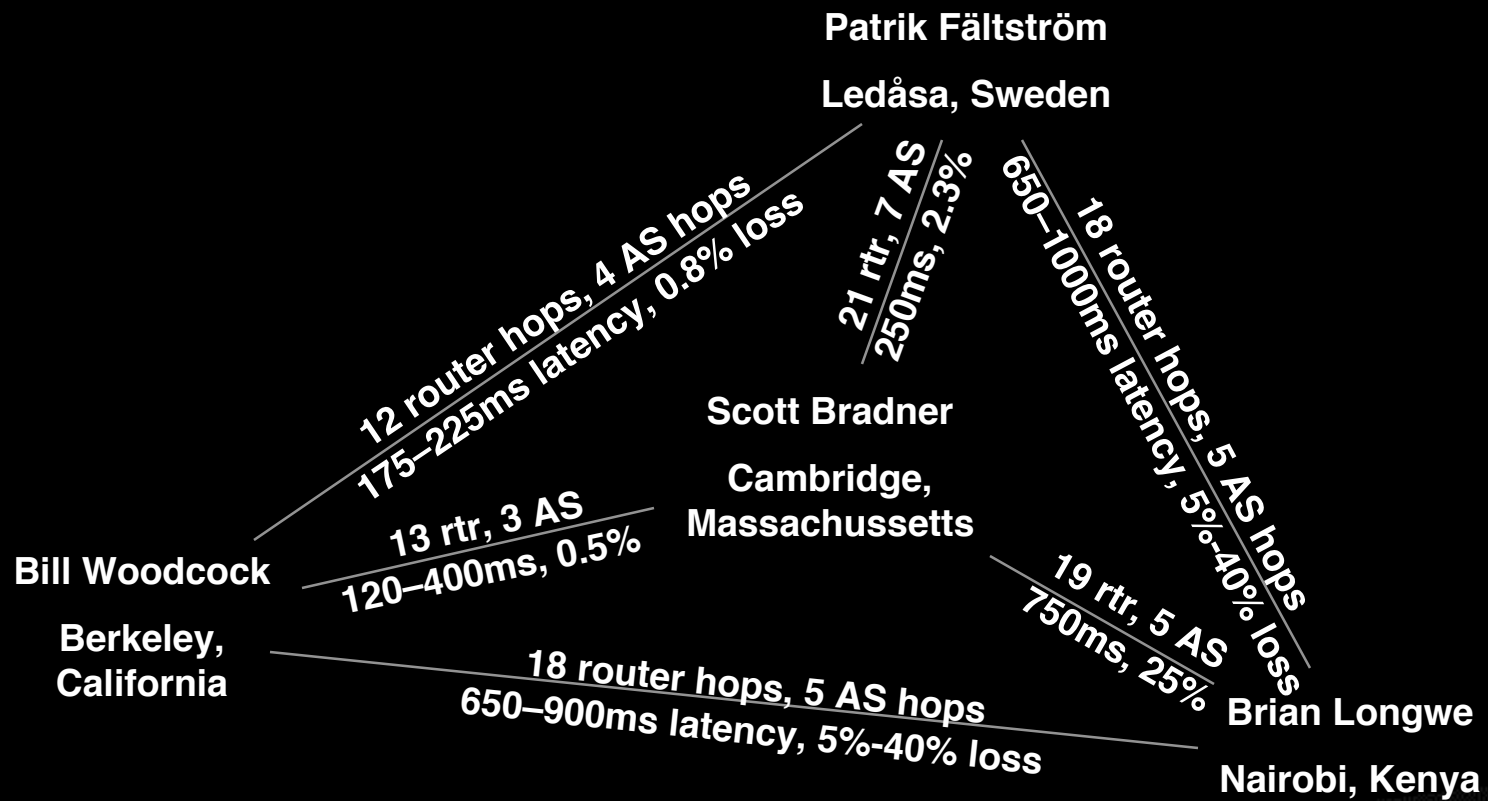 Patrik Fältström
Ledåsa, Sweden
12 router hops, 4 AS hops
175–225ms latency, 0.8% loss
21 rtr, 7 AS
250ms, 2.3%
18 router hops, 5 AS hops
650–1000ms latency, 5%-40% loss
Scott Bradner
Cambridge,
Massachussetts
13 rtr, 3 AS
120–400ms, 0.5%
Bill Woodcock
Berkeley,
California
19 rtr, 5 AS
750ms, 25%
18 router hops, 5 AS hops
650–900ms latency, 5%-40% loss
Brian Longwe
Nairobi, Kenya